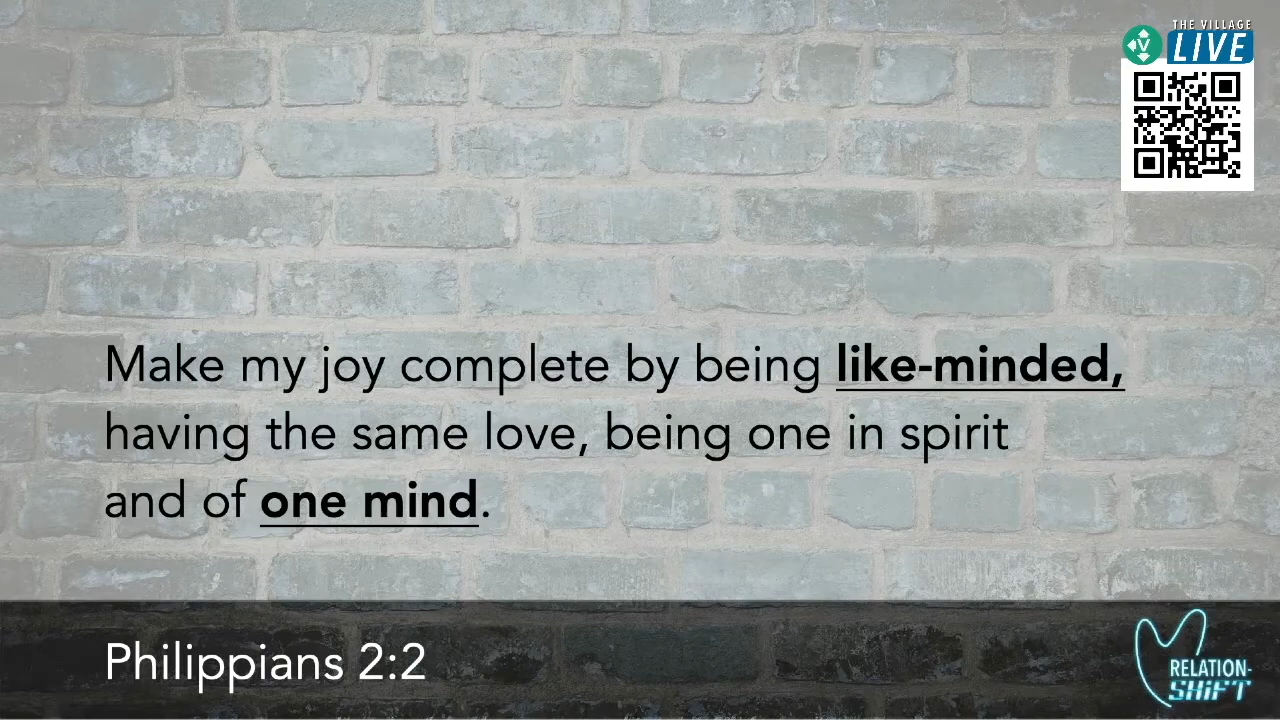 THE VILLAGE
V LIVE
Make my joy complete by being like-minded,
having the same love, being one in spirit
and of one mind.
Philippians 2:2
RELATION-
SHIFT